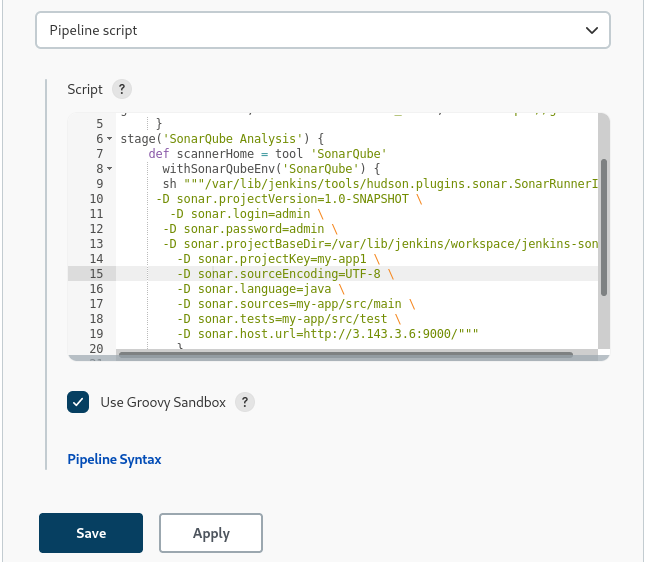 Pipeline script
Script ?
5 }
6 stage('SonarQube Analysis') {
7 def scannerHome = tool 'SonarQube'
8 withSonarQubeEnv('SonarQube') {
9 sh """/var/lib/jenkins/tools/hudson.plugins.sonar.SonarRunnerI
10 -D sonar.projectVersion=1.0-SNAPSHOT \
11 -D sonar.login=admin \
12 -D sonar.password=admin \
13 -D sonar.projectBaseDir=/var/lib/jenkins/workspace/jenkins-son
14 -D sonar.projectKey=my-app1 \
15 -D sonar.sourceEncoding=UTF-8 \
16 -D sonar.language=java \
17 -D sonar.sources=my-app/src/main \
18 -D sonar.tests=my-app/src/test \
19 -D sonar.host.url=http://3.143.3.6:9000/"""
20 }
Use Groovy Sandbox ?
Pipeline Syntax
Save Apply